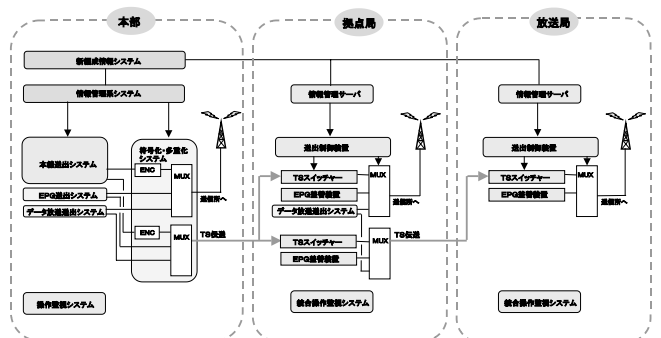 本部
拠点局
放送局
新編成情報システム
情報管理系システム
情報管理サーバ
情報管理サーバ
本線送出システム
符号化・多重化
システム
ENC
MUX
送信所へ
EPG送出システム
データ放送送出システム
ENC
MUX
TS伝送
操作監視システム
送出制御装置
TSスイッチャー
MUX
EPG差替装置
送信所へ
データ放送送出システム
TSスイッチャー
MUX
EPG差替装置
TS伝送
統合操作監視システム
送出制御装置
TSスイッチャー
MUX
EPG差替装置
送信所へ
統合操作監視システム